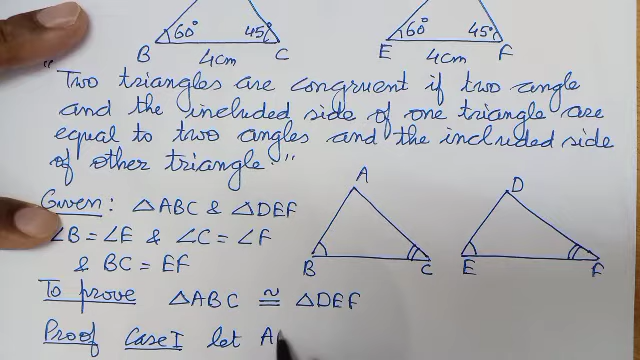 60° 45° 60° 45°
B 4cm C E 4cm F
"Two triangles are congruent if two angle
and the included side of one triangle are
equal to two angles and the included side
of other triangle."
Given: △ABC & △DEF
∠B = ∠E & ∠C = ∠F
& BC = EF
A D
B C E F
To prove △ABC ≅ △DEF
Proof Case I let A